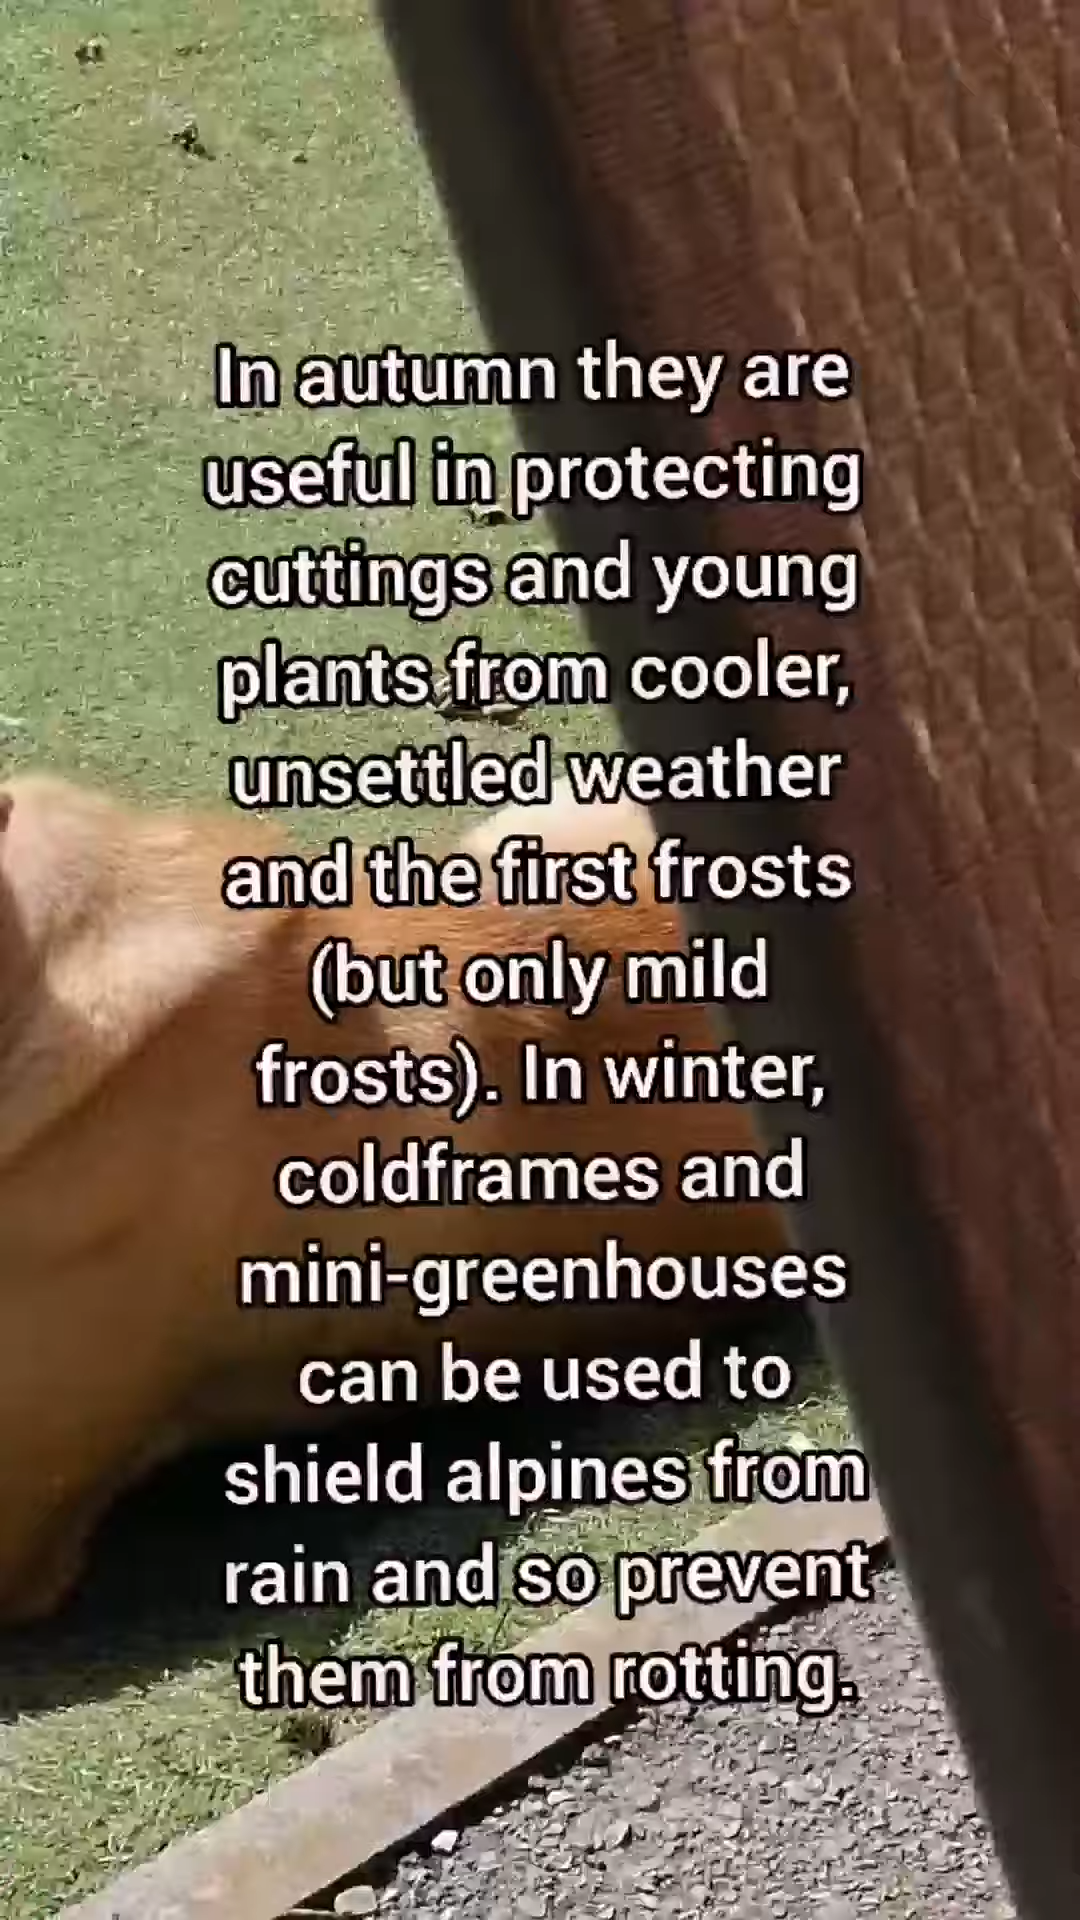 In autumn they are
useful in protecting
cuttings and young
plants from cooler,
unsettled weather
and the first frosts
(but only mild
frosts). In winter,
coldframes and
mini-greenhouses
can be used to
shield alpines from
rain and so prevent
them from rotting.